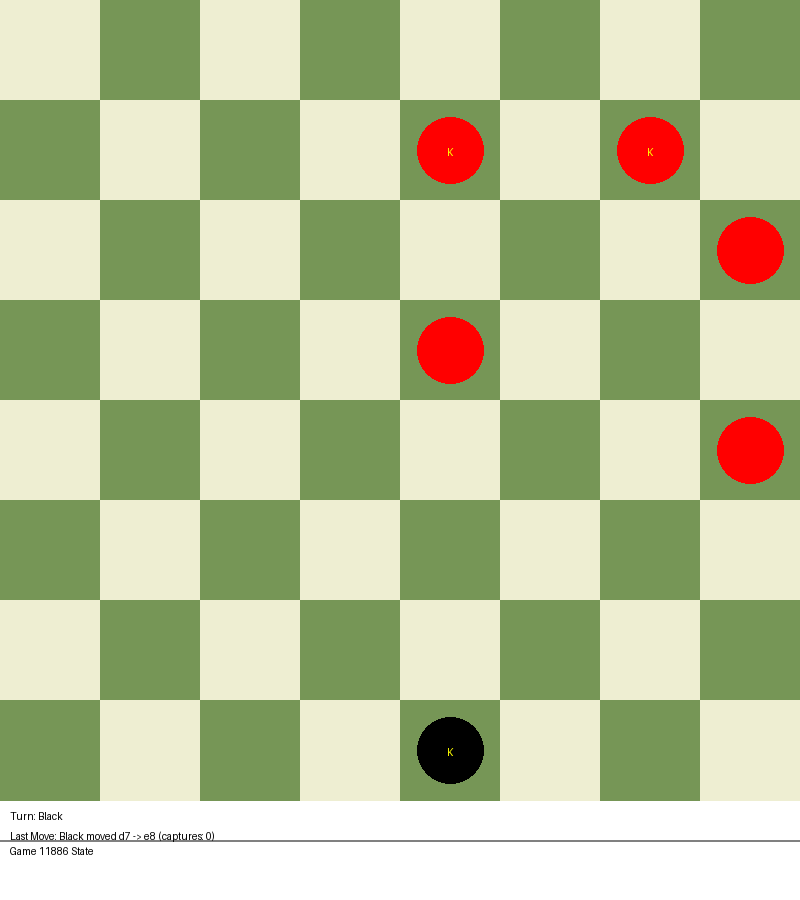 K K
K
Turn: Black
Last Move: Black moved d7 -> e8 (captures: 0)
Game 11886 State